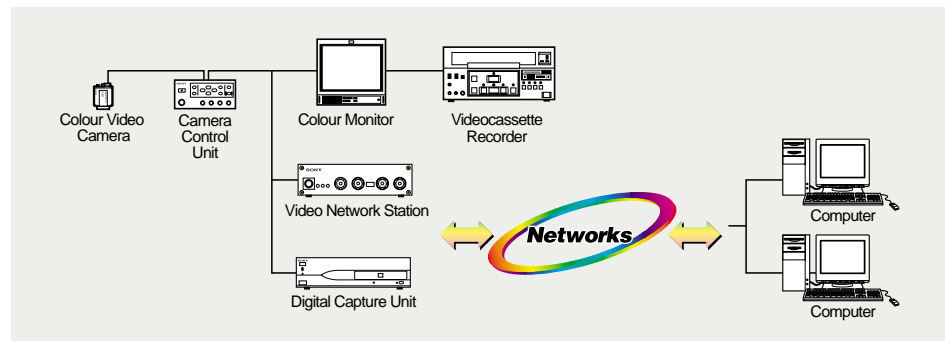 Colour Video
Camera
Camera
Control
Unit
Colour Monitor
Videocassette
Recorder
SONY
Video Network Station
Digital Capture Unit
Networks
Computer
Computer